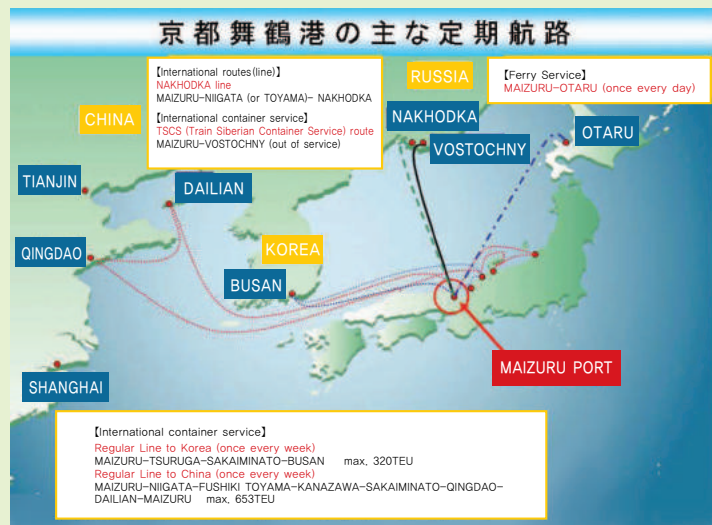 京都舞鶴港の主な定期航路
【International routes(line)】
NAKHODKA line
MAIZURU-NIIGATA (or TOYAMA)- NAKHODKA
【International container service】
TSCS (Train Siberian Container Service) route
MAIZURU-VOSTOCHNY (out of service)
RUSSIA
【Ferry Service】
MAIZURU-OTARU (once every day)
CHINA
NAKHODKA
VOSTOCHNY
OTARU
TIANJIN
DAILIAN
QINGDAO
KOREA
BUSAN
MAIZURU PORT
SHANGHAI
【International container service】
Regular Line to Korea (once every week)
MAIZURU-TSURUGA-SAKAIMINATO-BUSAN max, 320TEU
Regular Line to China (once every week)
MAIZURU-NIIGATA-FUSHIKI TOYAMA-KANAZAWA-SAKAIMINATO-QINGDAO-
DAILIAN-MAIZURU max, 653TEU